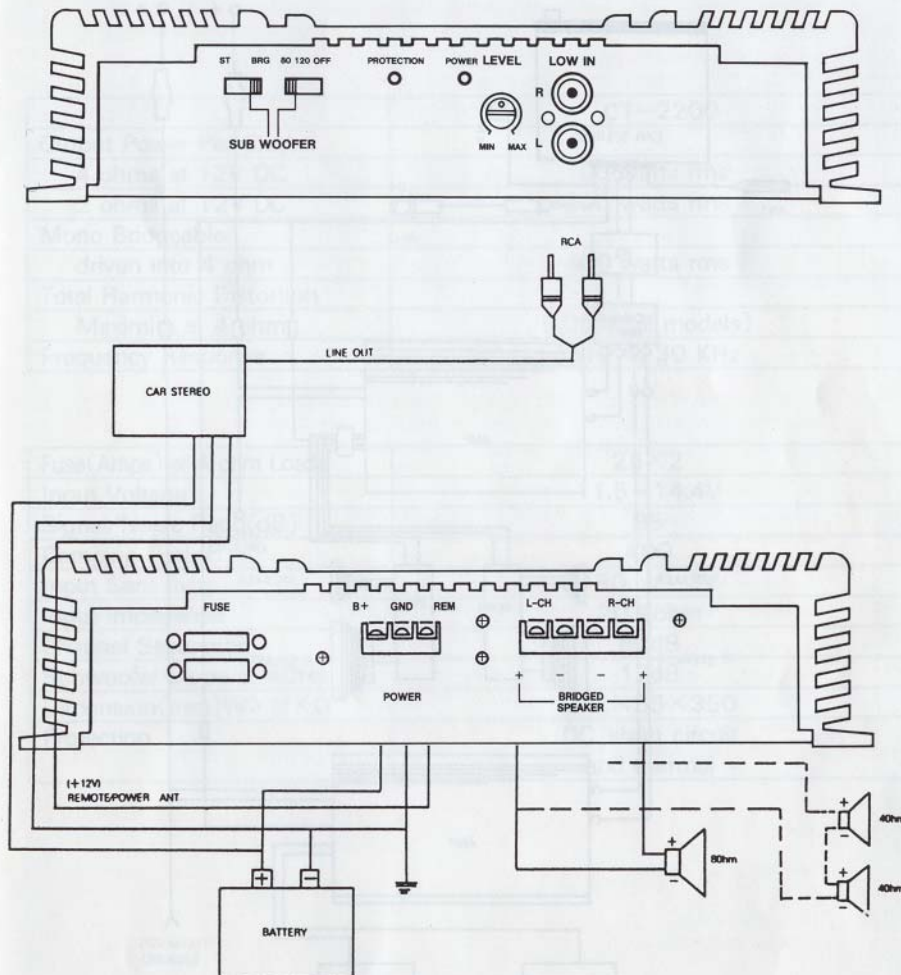 ST BRG 80 120 OFF PROTECTION POWER LEVEL LOW IN
R
L
MIN MAX
SUB WOOFER
RCA
LINE OUT
CAR STEREO
FUSE B+ GND REM L-CH R-CH
+ - - +
POWER BRIDGED
SPEAKER
(+12V)
REMOTE/POWER ANT
+
-
4Ohm
+
-
8Ohm
+
-
4Ohm
+ -
BATTERY